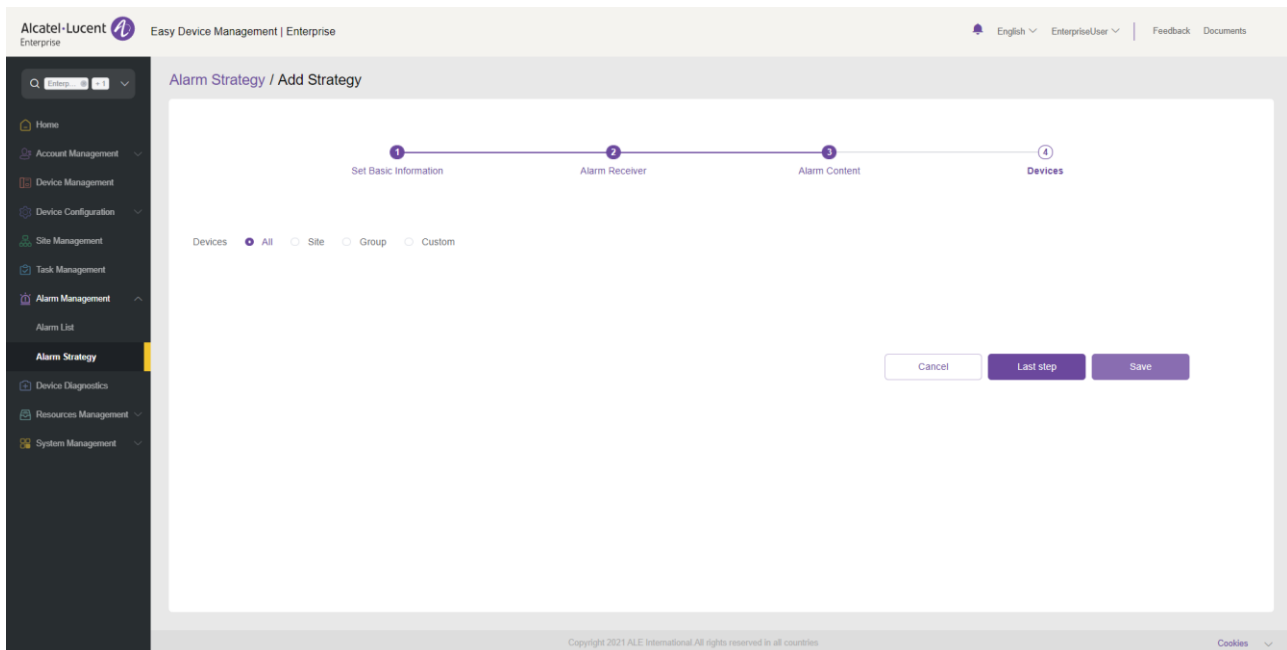 Alcatel·Lucent
Enterprise
Easy Device Management | Enterprise
English
EnterpriseUser
Feedback
Documents
Enterp...
+ 1
Alarm Strategy / Add Strategy
Home
Account Management
Device Management
Device Configuration
Site Management
Task Management
Alarm Management
Alarm List
Alarm Strategy
Device Diagnostics
Resources Management
System Management
1
2
3
4
Set Basic Information
Alarm Receiver
Alarm Content
Devices
Devices All Site Group Custom
Cancel
Last step
Save
Copyright 2021 ALE International.All rights reserved in all countries
Cookies